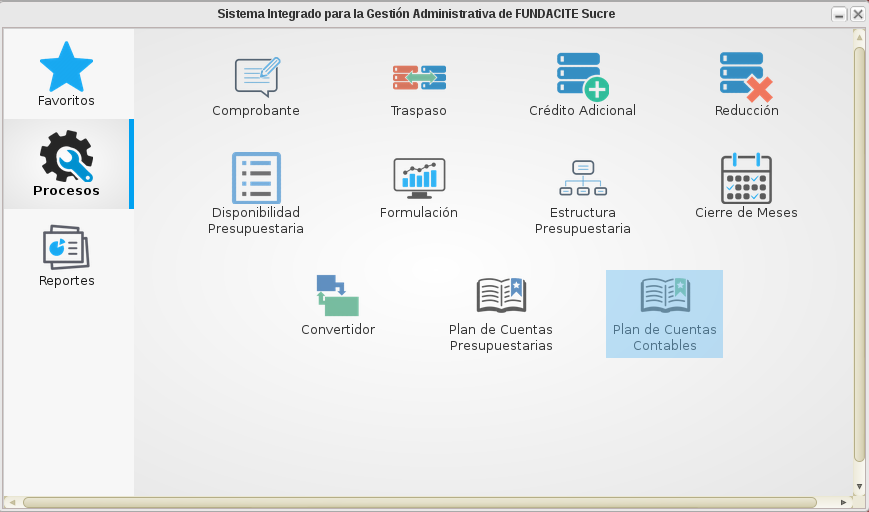 Sistema Integrado para la Gestión Administrativa de FUNDACITE Sucre
Favoritos
Procesos
Reportes
Comprobante
Traspaso
Crédito Adicional
Reducción
Disponibilidad
Presupuestaria
Formulación
Estructura
Presupuestaria
Cierre de Meses
Convertidor
Plan de Cuentas
Presupuestarias
Plan de Cuentas
Contables